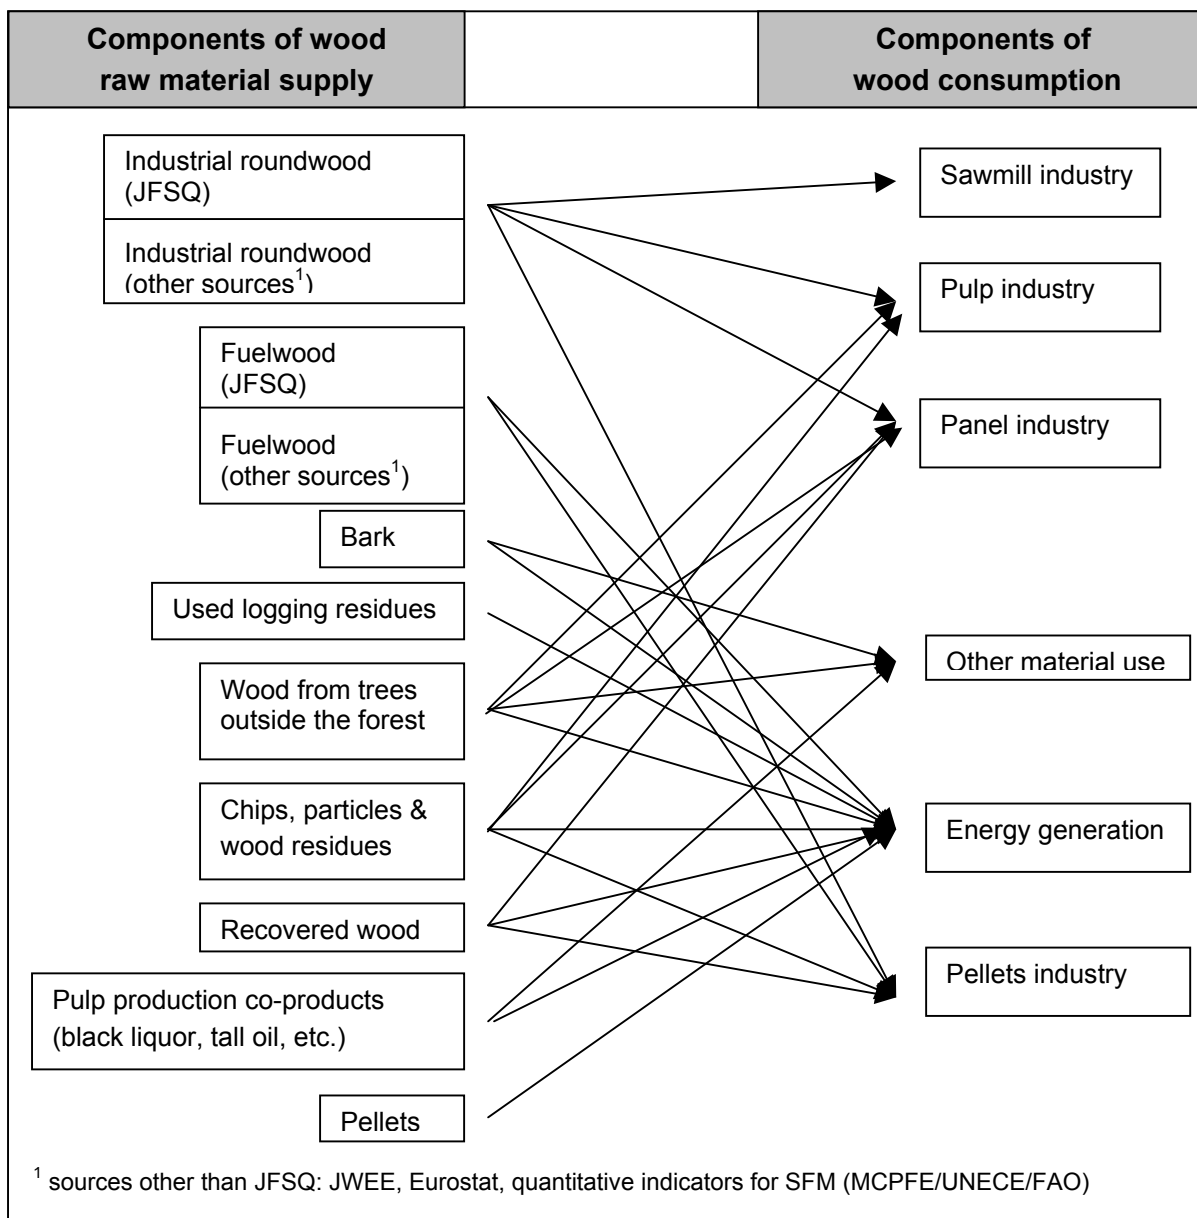 Components of wood
raw material supply
Components of
wood consumption
Industrial roundwood
(JFSQ)
Industrial roundwood
(other sources¹)
Fuelwood
(JFSQ)
Fuelwood
(other sources¹)
Bark
Used logging residues
Wood from trees
outside the forest
Chips, particles &
wood residues
Recovered wood
Pulp production co-products
(black liquor, tall oil, etc.)
Pellets
Sawmill industry
Pulp industry
Panel industry
Other material use
Energy generation
Pellets industry
¹ sources other than JFSQ: JWEE, Eurostat, quantitative indicators for SFM (MCPFE/UNECE/FAO)